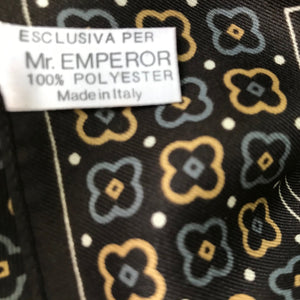 ESCLUSIVA PER
Mr. EMPEROR
100% POLYESTER
Made in Italy